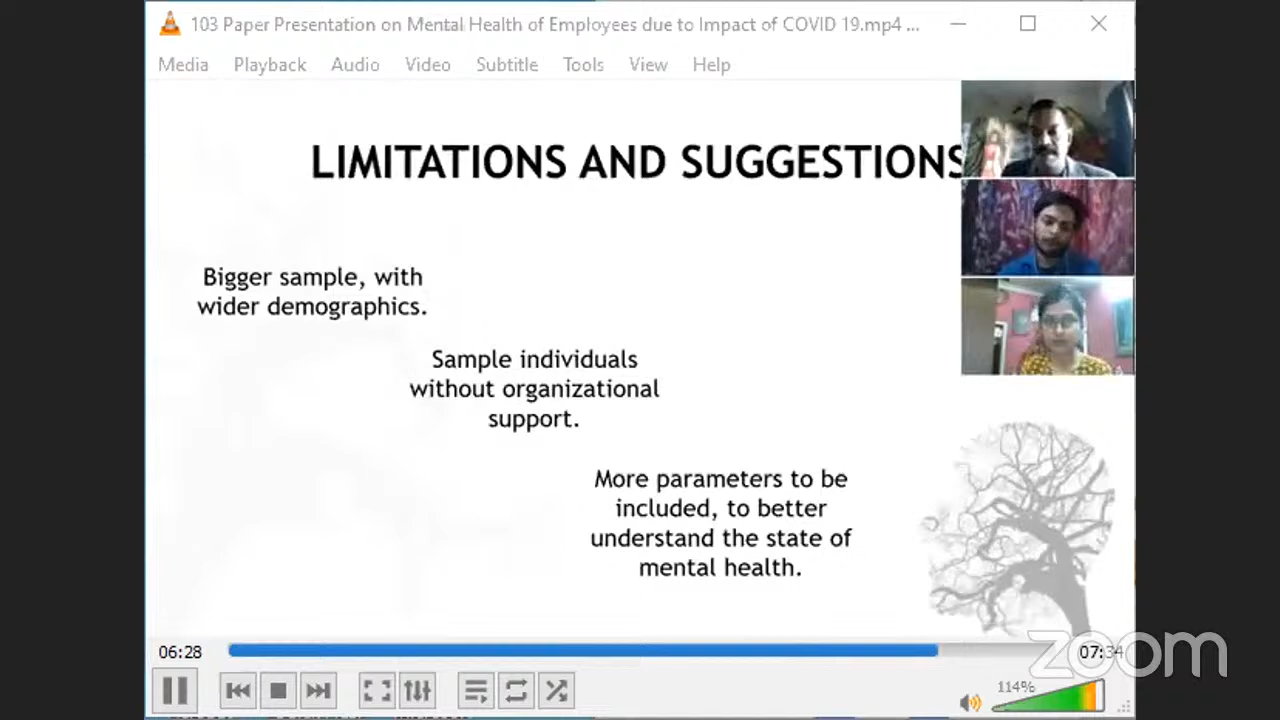 103 Paper Presentation on Mental Health of Employees due to Impact of COVID 19.mp4 ...
Media Playback Audio Video Subtitle Tools View Help
LIMITATIONS AND SUGGESTIONS
Bigger sample, with
wider demographics.
Sample individuals
without organizational
support.
More parameters to be
included, to better
understand the state of
mental health.
06:28
07:34
zoom
114%